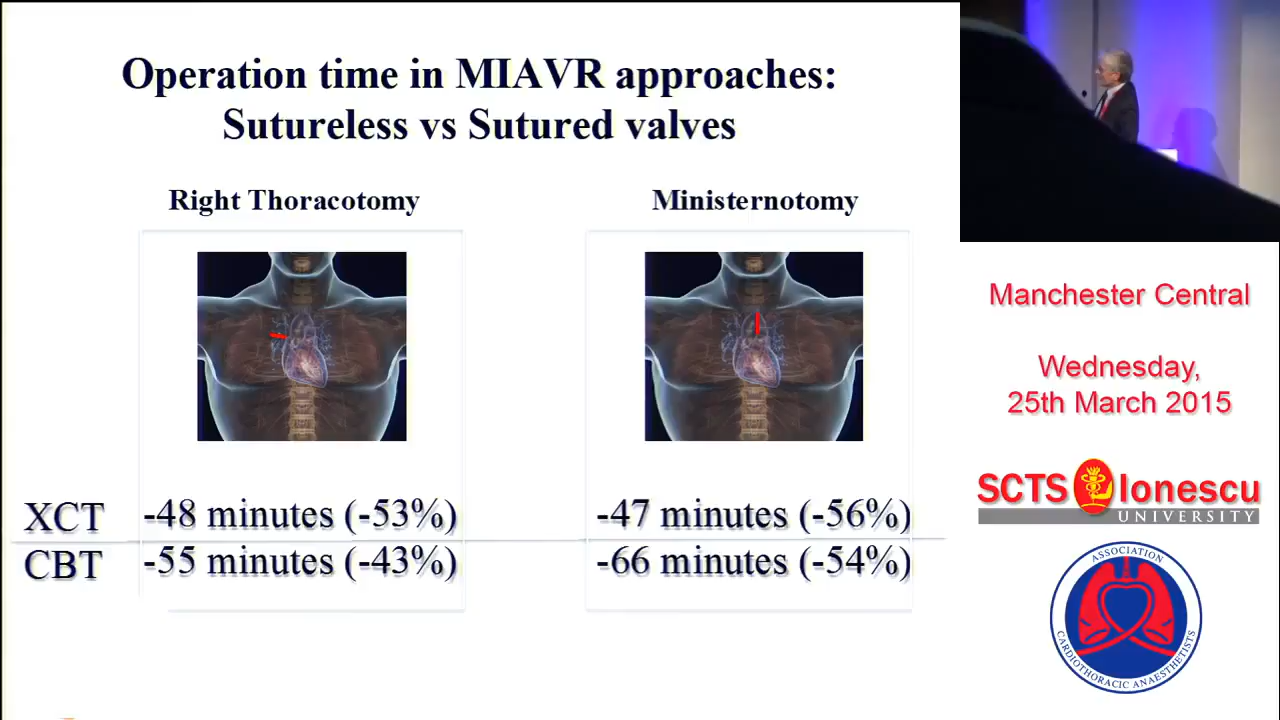 Operation time in MIAVR approaches:
Sutureless vs Sutured valves
Right Thoracotomy
Ministernotomy
XCT -48 minutes (-53%) -47 minutes (-56%)
CBT -55 minutes (-43%) -66 minutes (-54%)
Manchester Central
Wednesday,
25th March 2015
SCTS Ionescu
UNIVERSITY
ASSOCIATION
CARDIOTHORACIC ANAESTHETISTS